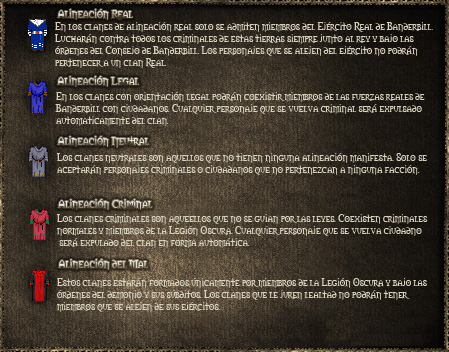 Alineación Real
En los clanes de alineación real solo se admiten miembros del Ejército Real de Banderbill.
Lucharán contra todos los criminales de estas tierras siempre junto al rey y bajo las
órdenes del Consejo de Banderbill. Los personajes que se alejen del ejército no podrán
pertenecer a un clan Real.
Alineación Legal
En los clanes con orientación legal podrán coexistir miembros de las fuerzas reales de
Banderbill con ciudadanos. Cualquier personaje que se vuelva criminal será expulsado
automaticamente del clan.
Alineación Neutral
Los clanes neutrales son aquellos que no tienen ninguna alineación manifesta. Solo se
aceptarán personajes criminales o ciudadanos que no pertenezcan a ninguna facción.
Alineación Criminal
Los clanes criminales son aquellos que no se guian por las leyes. Coexisten criminales
normales y miembros de la Legión Oscura. Cualquier personaje que se vuelva ciudadno
será expulado del clan en forma automática.
Alineación del Mal
Estos clanes estarán formados únicamente por miembros de la Legión Oscura y bajo las
órdenes del demonio y sus subditos. Los clanes que le juren lealtad no podrán tener
miembros que se alejen de sus ejércitos.